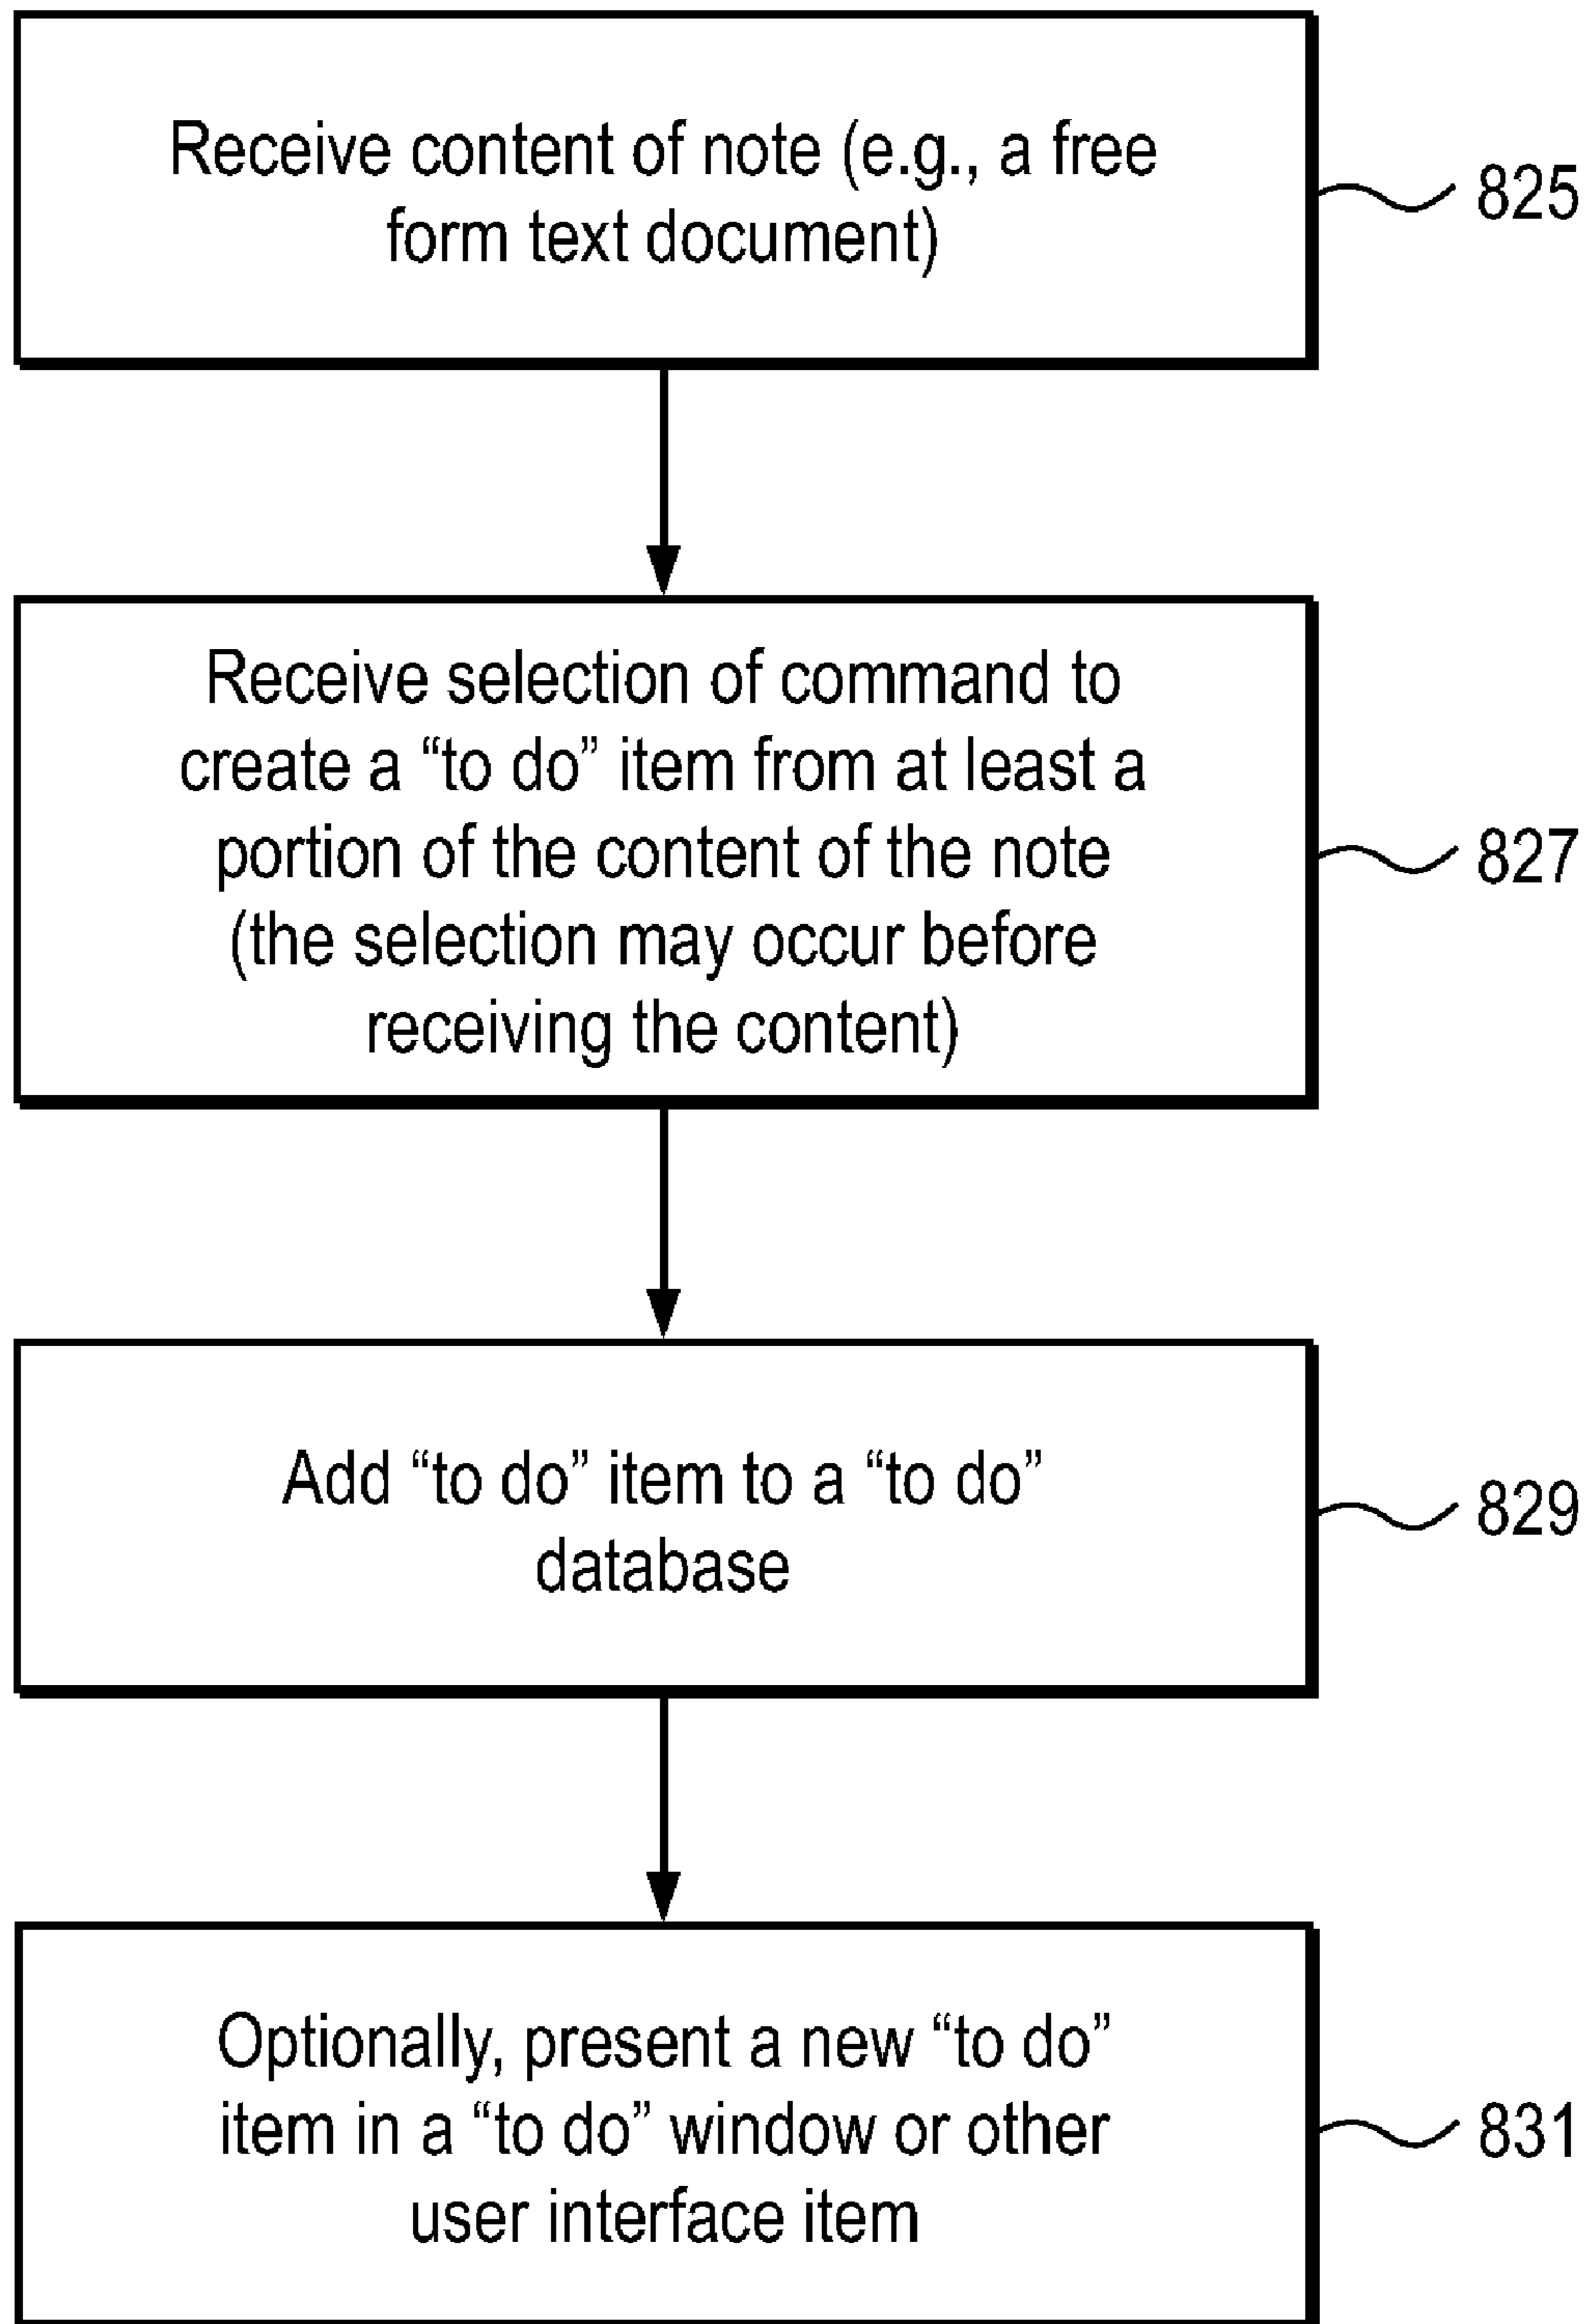 Receive content of note (e.g., a free
form text document)
825
Receive selection of command to
create a “to do” item from at least a
portion of the content of the note
(the selection may occur before
receiving the content)
827
Add “to do” item to a “to do”
database
829
Optionally, present a new “to do”
item in a “to do” window or other
user interface item
831